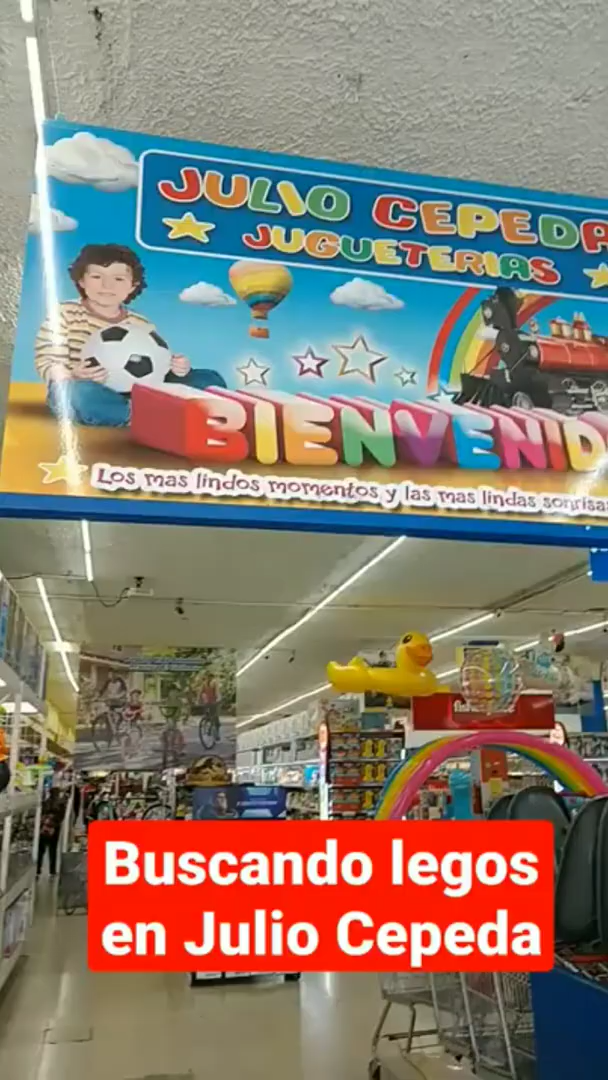 JULIO CEPEDA
JUGUETERIAS
BIENVENID
Los mas lindos momentos y las mas lindas sonrisas
Buscando legos
en Julio Cepeda